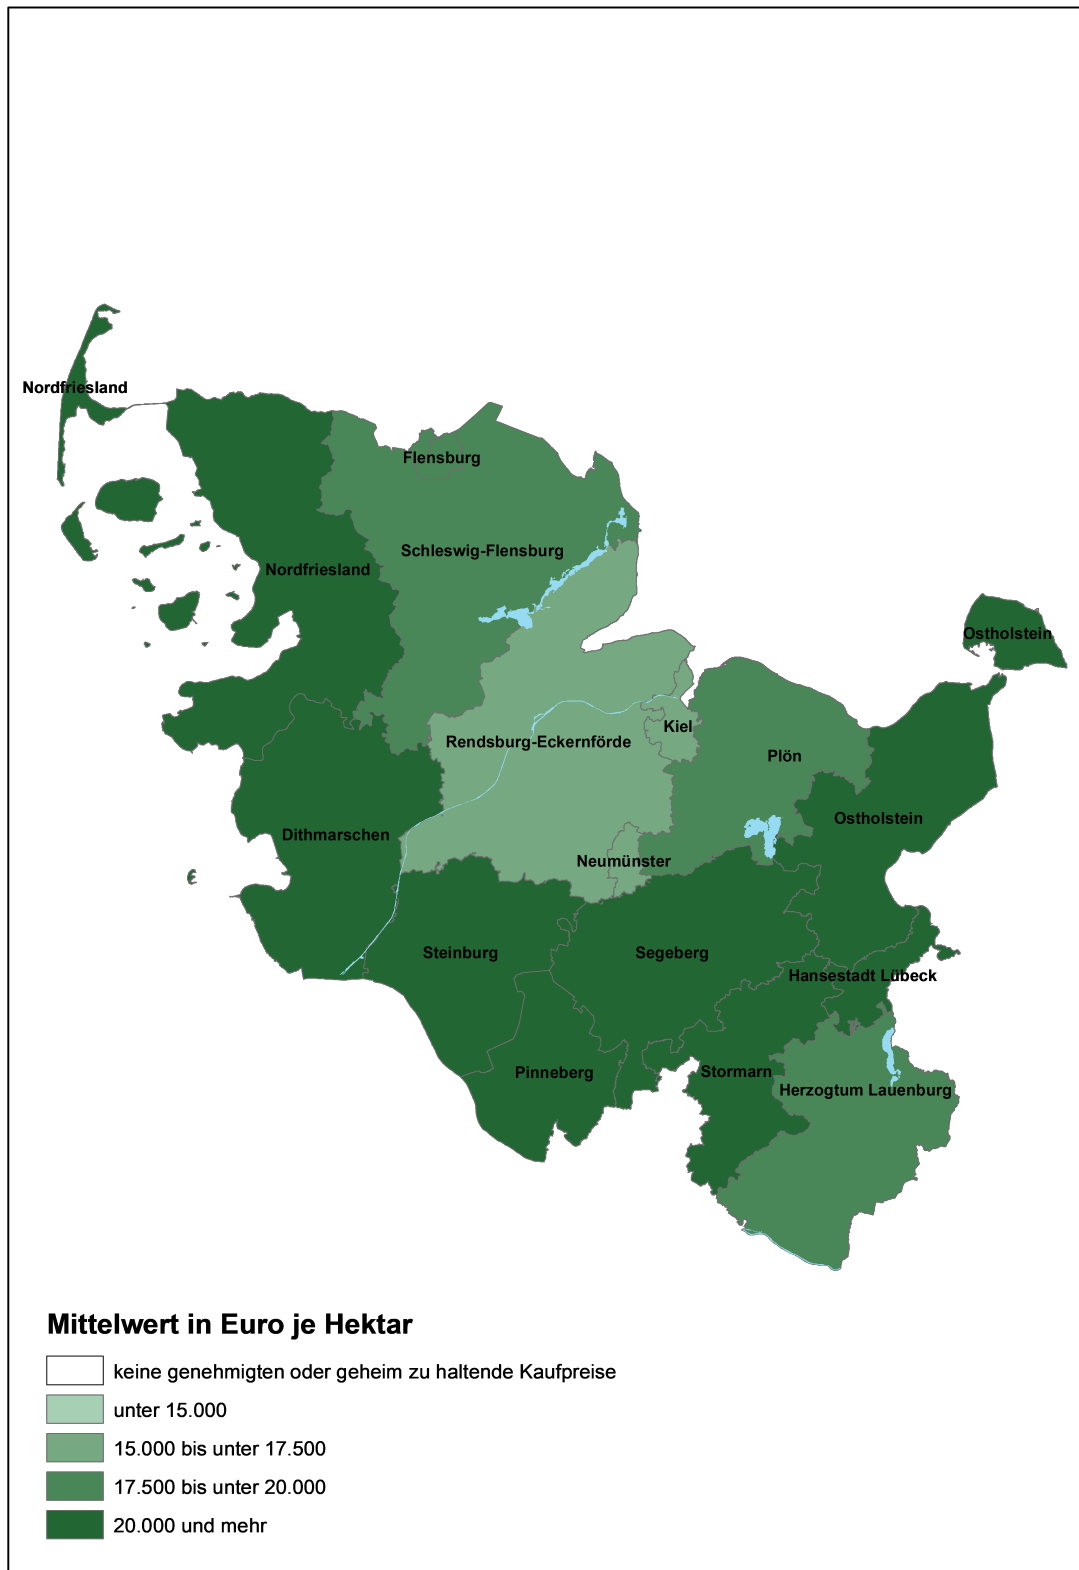 Nordfriesland
Flensburg
Schleswig-Flensburg
Nordfriesland
Ostholstein
Kiel
Rendsburg-Eckernförde
Plön
Ostholstein
Dithmarschen
Neumünster
Steinburg
Segeberg
Hansestadt Lübeck
Pinneberg
Stormarn
Herzogtum Lauenburg
Mittelwert in Euro je Hektar
keine genehmigten oder geheim zu haltende Kaufpreise
unter 15.000
15.000 bis unter 17.500
17.500 bis unter 20.000
20.000 und mehr